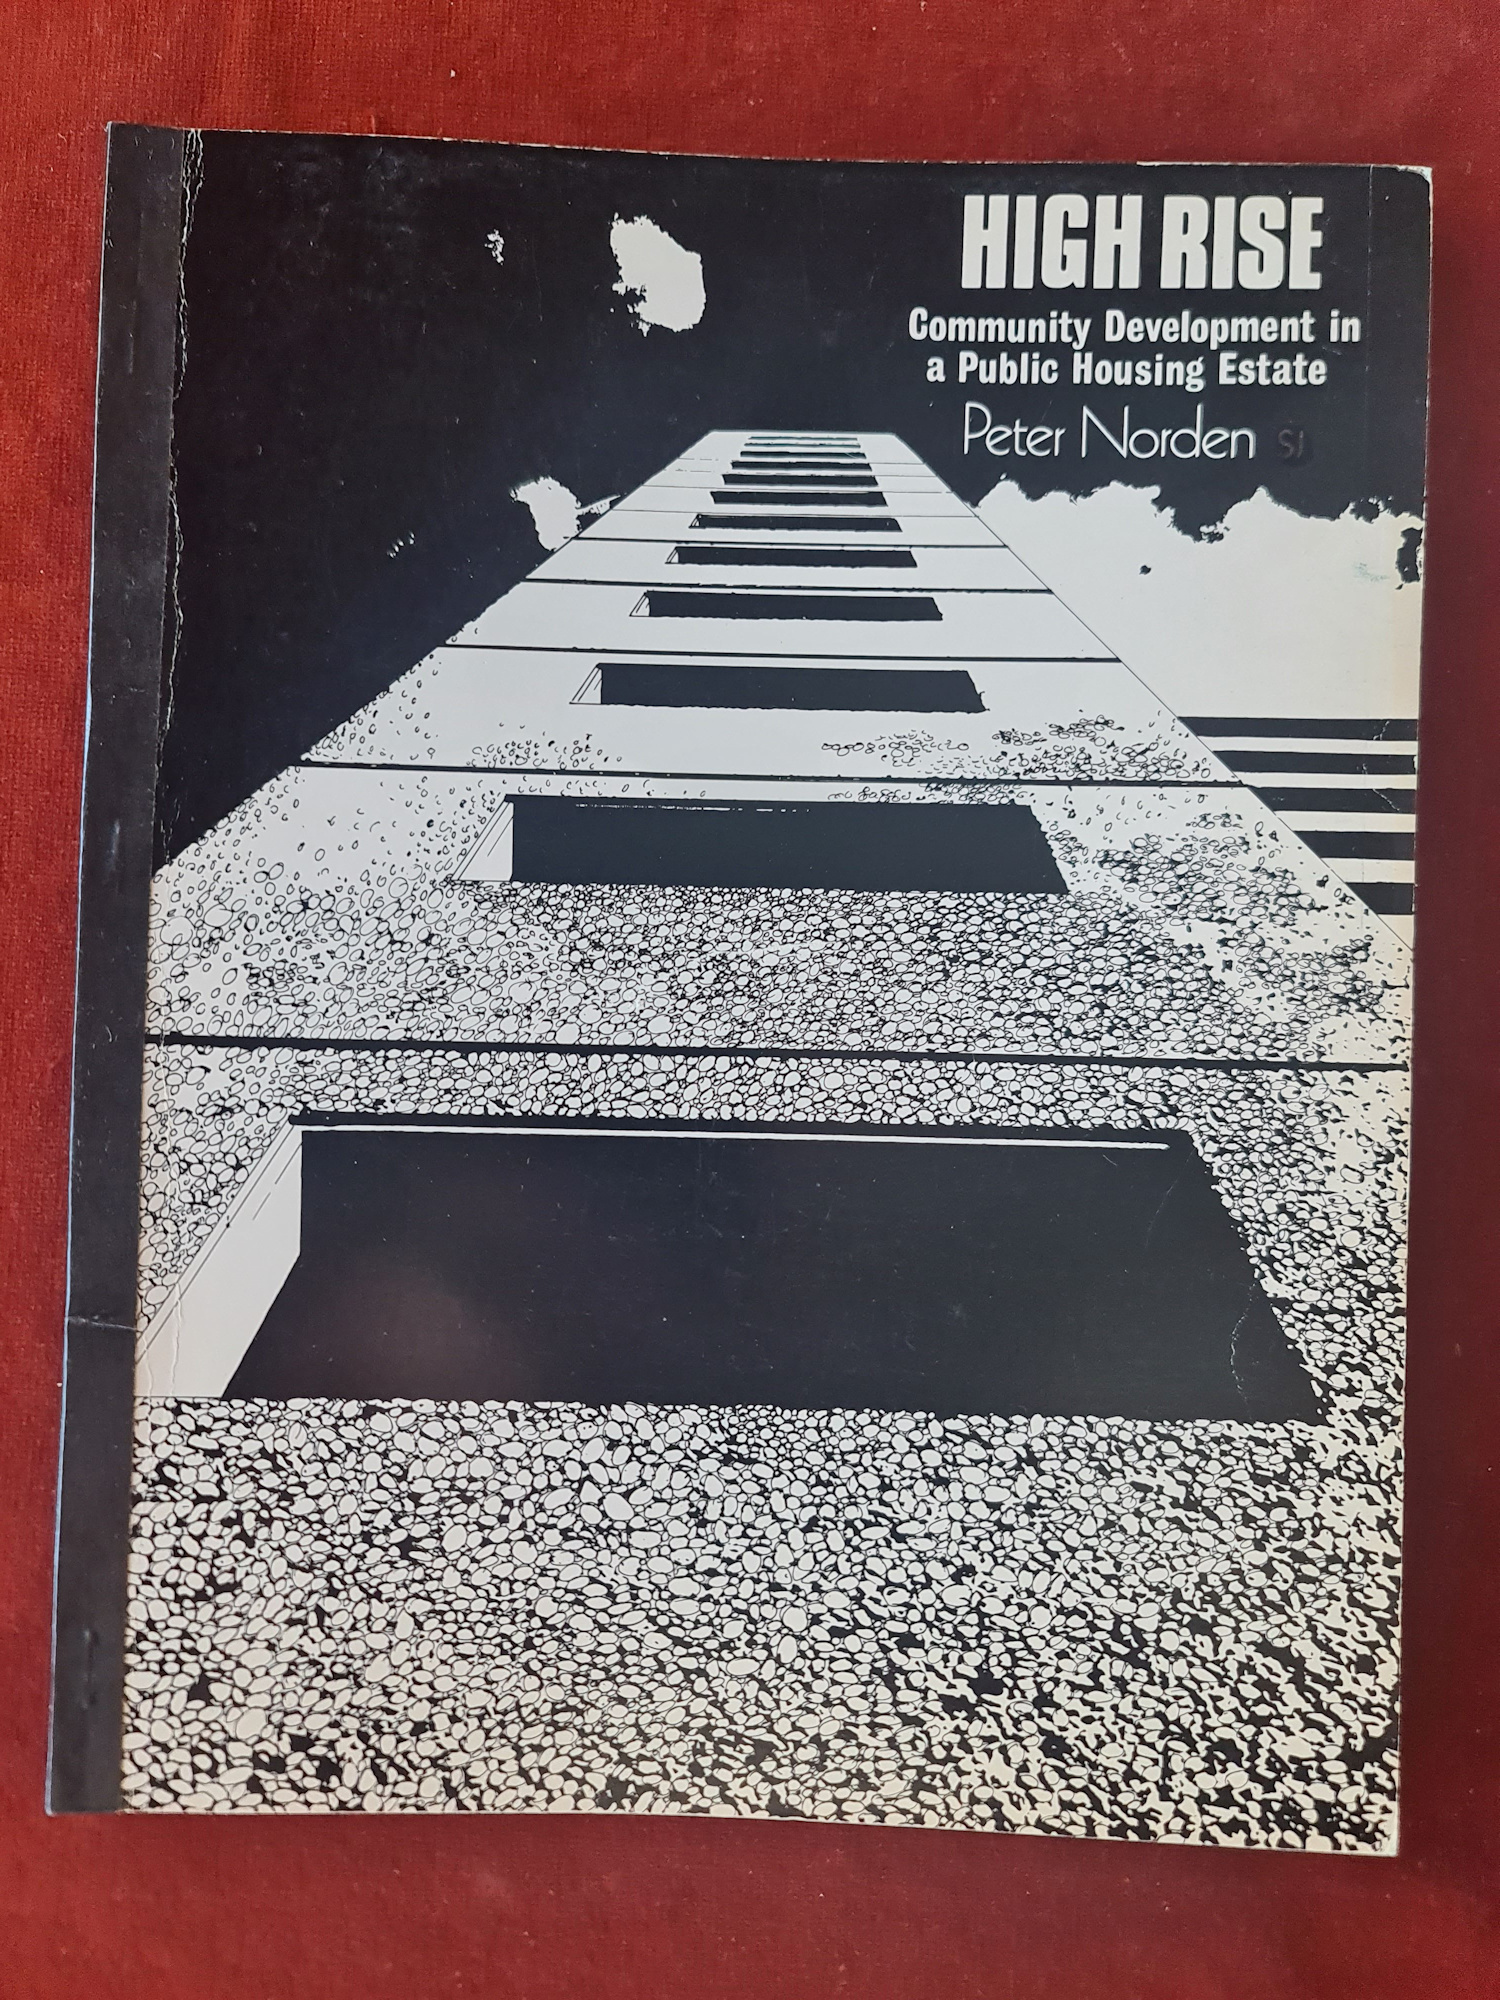 HIGH RISE
Community Development in
a Public Housing Estate
Peter Norden SJ